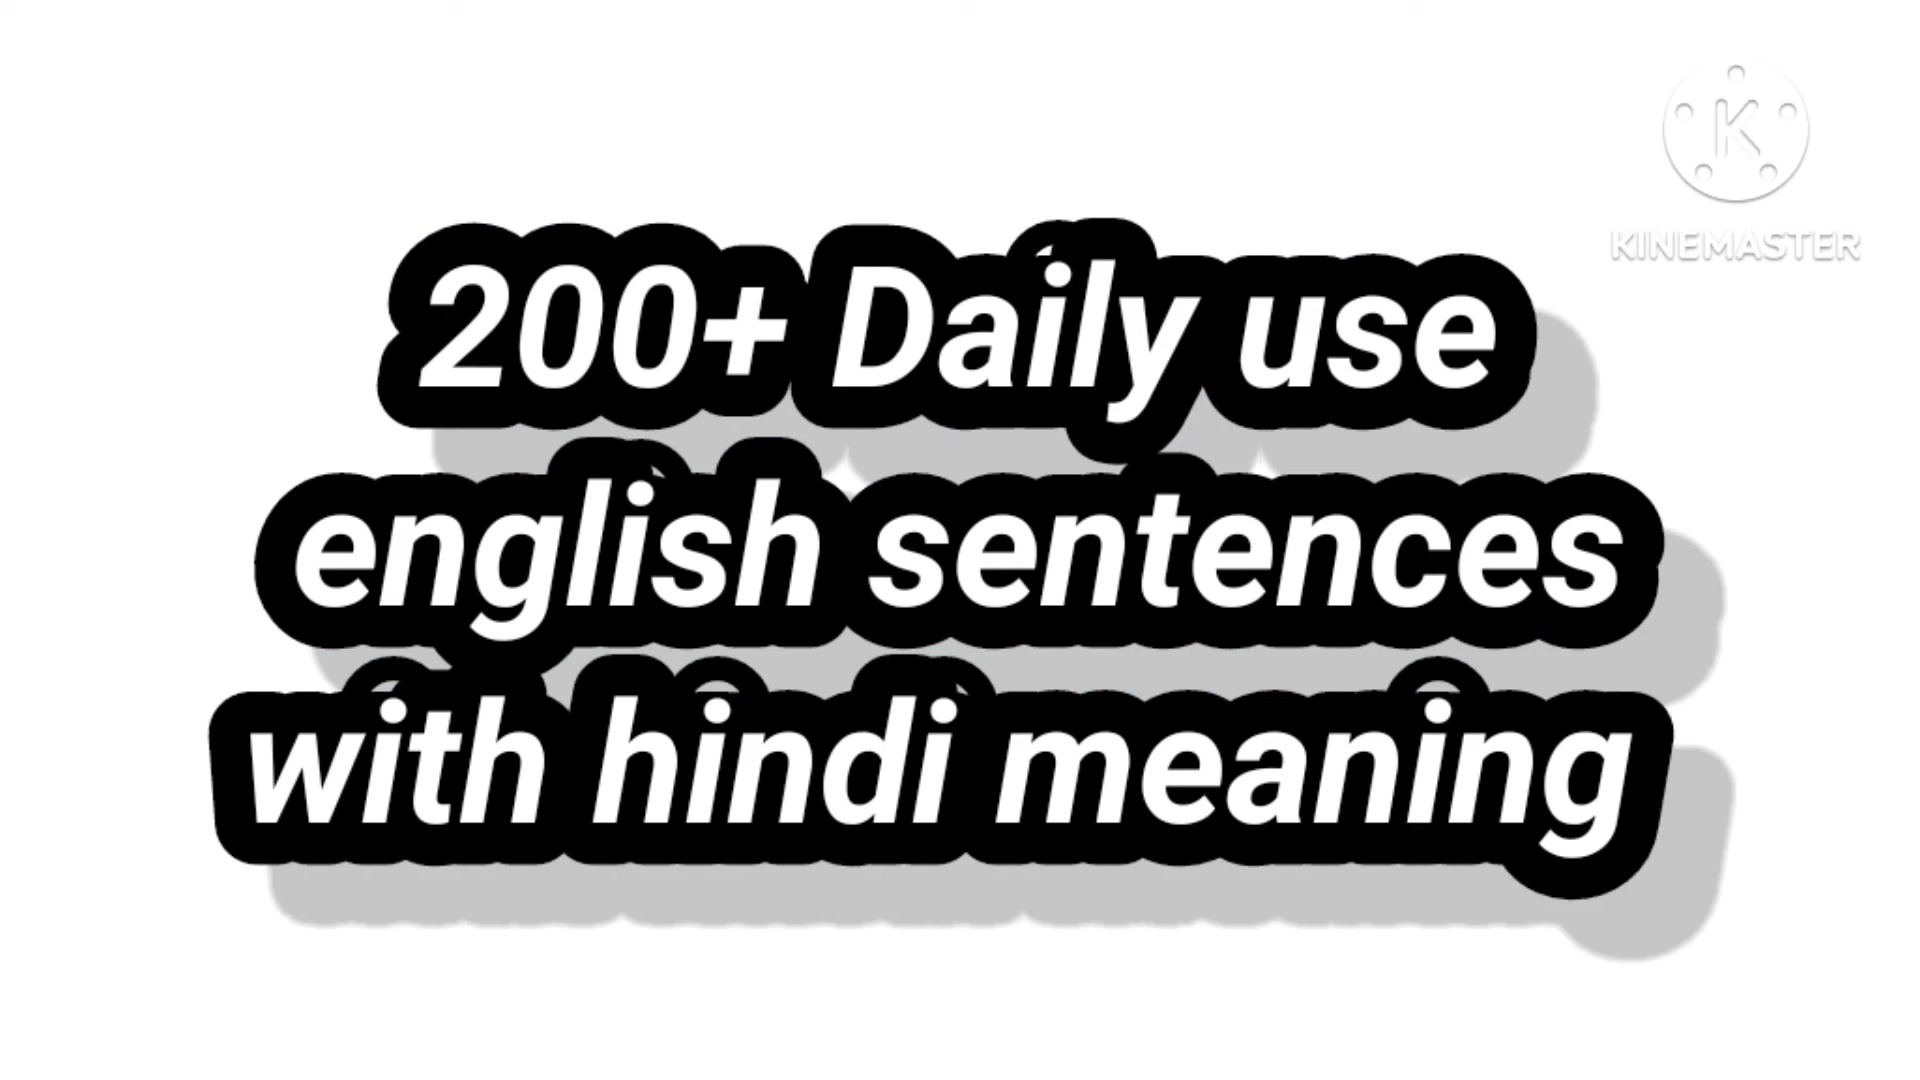 K
KINEMASTER
200+ Daily use
english sentences
with hindi meaning